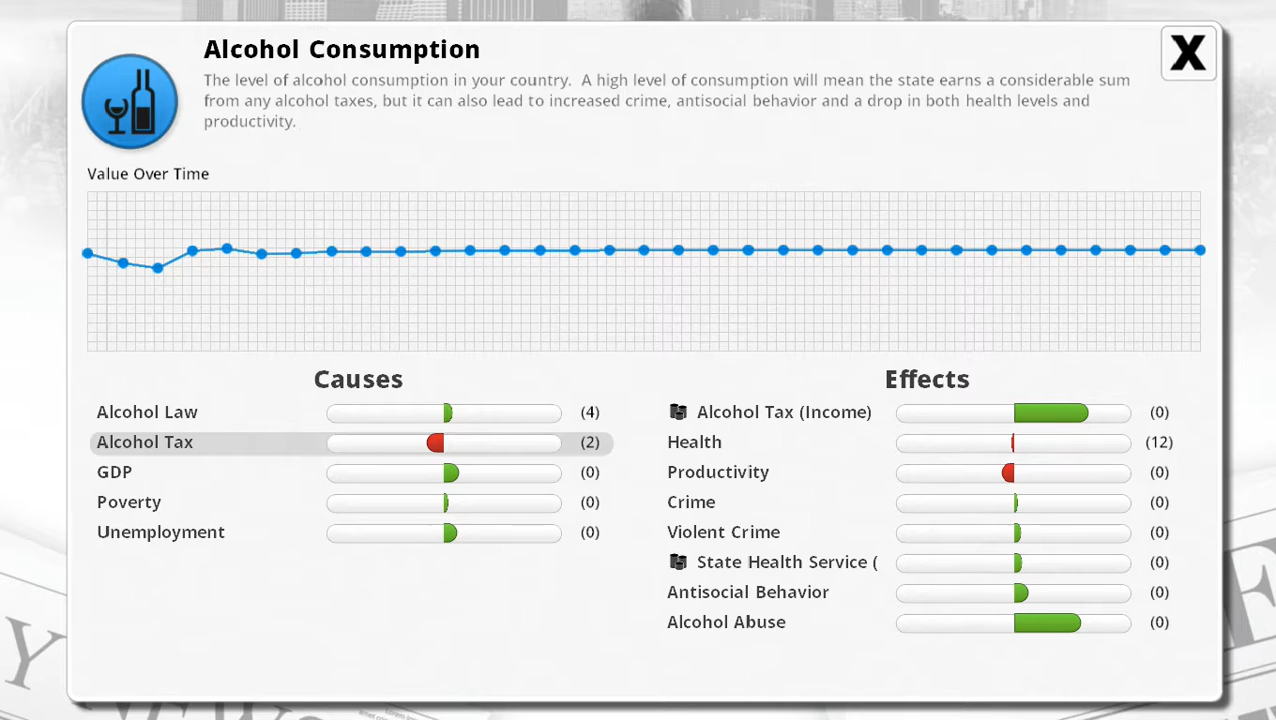 Alcohol Consumption
X
The level of alcohol consumption in your country. A high level of consumption will mean the state earns a considerable sum
from any alcohol taxes, but it can also lead to increased crime, antisocial behavior and a drop in both health levels and
productivity.
Value Over Time
Causes
Alcohol Law (4)
Alcohol Tax (2)
GDP (0)
Poverty (0)
Unemployment (0)
Effects
Alcohol Tax (Income) (0)
Health (12)
Productivity (0)
Crime (0)
Violent Crime (0)
State Health Service ( (0)
Antisocial Behavior (0)
Alcohol Abuse (0)